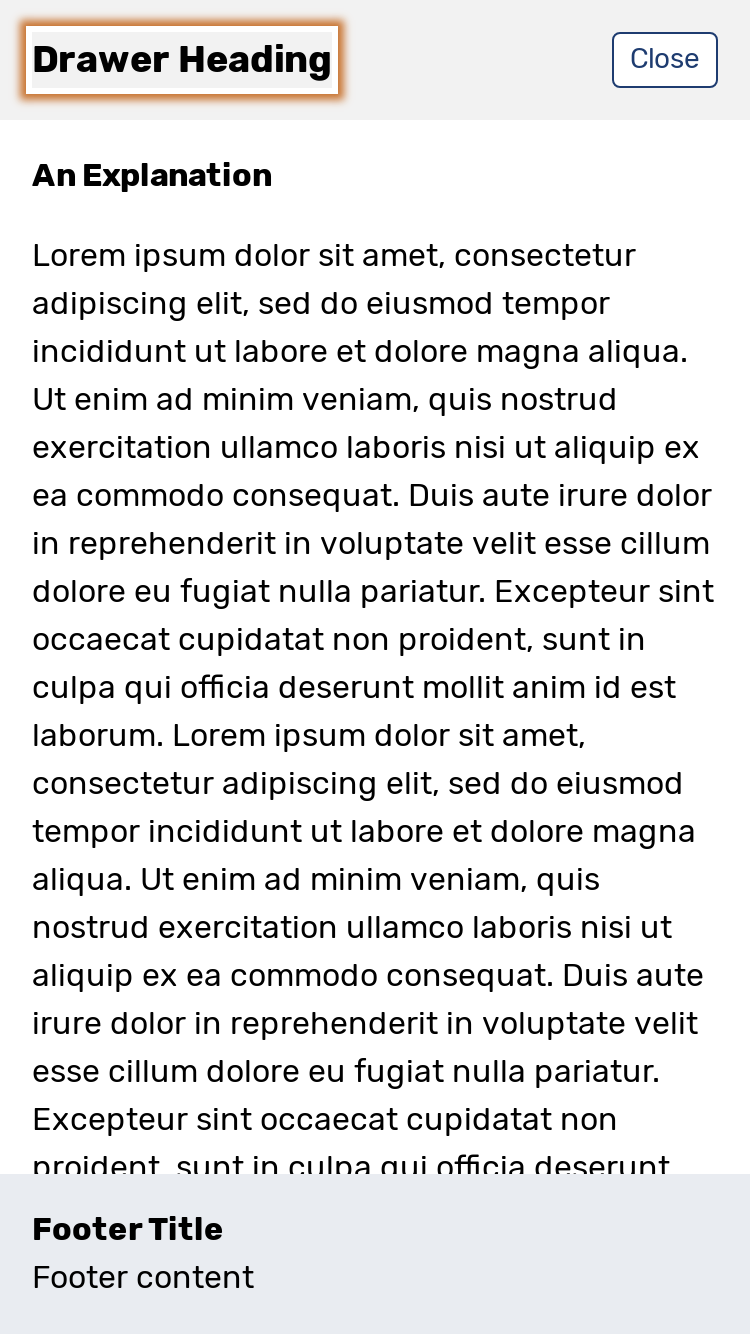 Drawer Heading
Close
An Explanation
Lorem ipsum dolor sit amet, consectetur
adipiscing elit, sed do eiusmod tempor
incididunt ut labore et dolore magna aliqua.
Ut enim ad minim veniam, quis nostrud
exercitation ullamco laboris nisi ut aliquip ex
ea commodo consequat. Duis aute irure dolor
in reprehenderit in voluptate velit esse cillum
dolore eu fugiat nulla pariatur. Excepteur sint
occaecat cupidatat non proident, sunt in
culpa qui officia deserunt mollit anim id est
laborum. Lorem ipsum dolor sit amet,
consectetur adipiscing elit, sed do eiusmod
tempor incididunt ut labore et dolore magna
aliqua. Ut enim ad minim veniam, quis
nostrud exercitation ullamco laboris nisi ut
aliquip ex ea commodo consequat. Duis aute
irure dolor in reprehenderit in voluptate velit
esse cillum dolore eu fugiat nulla pariatur.
Excepteur sint occaecat cupidatat non
proident, sunt in culpa qui officia deserunt
Footer Title
Footer content